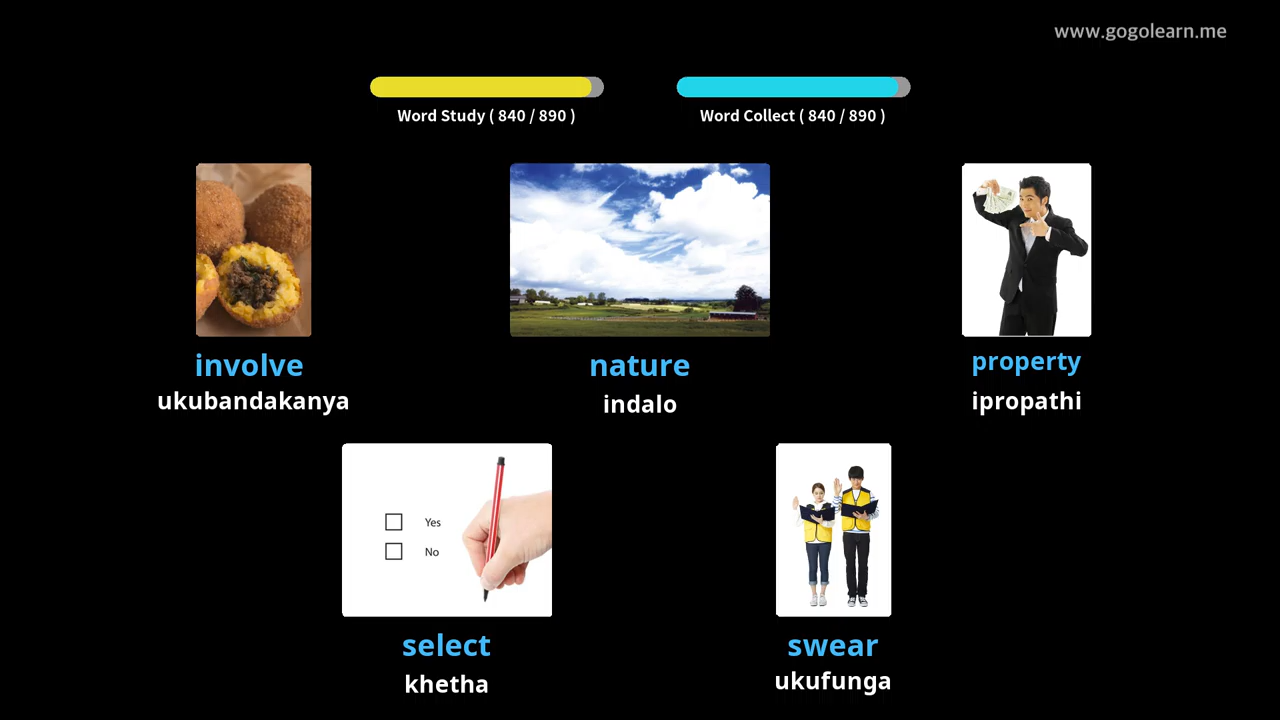 www.gogolearn.me
Word Study ( 840 / 890 )
Word Collect ( 840 / 890 )
involve
ukubandakanya
nature
indalo
property
ipropathi
Yes
No
select
khetha
swear
ukufunga